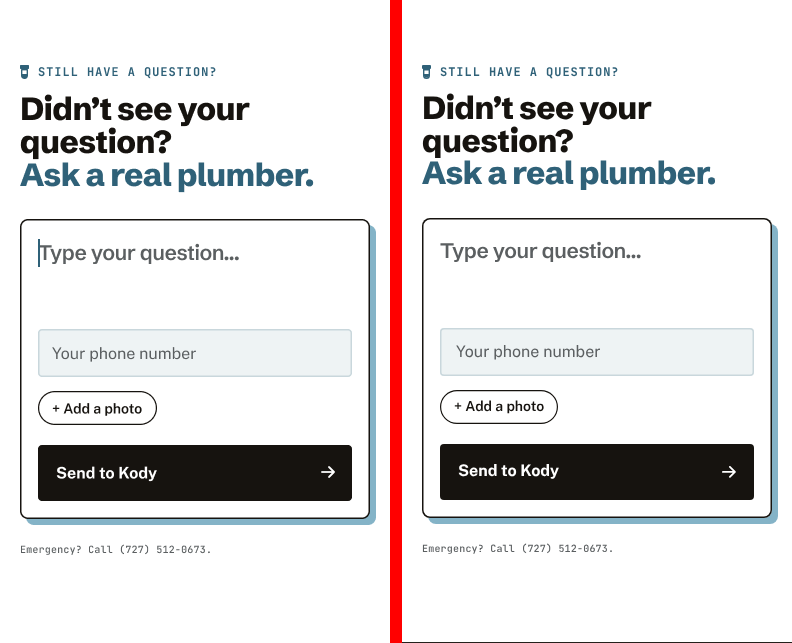 STILL HAVE A QUESTION?
Didn’t see your
question?
Ask a real plumber.
Type your question...
Your phone number
+ Add a photo
Send to Kody →
Emergency? Call (727) 512-0673.
STILL HAVE A QUESTION?
Didn’t see your
question?
Ask a real plumber.
Type your question...
Your phone number
+ Add a photo
Send to Kody →
Emergency? Call (727) 512-0673.